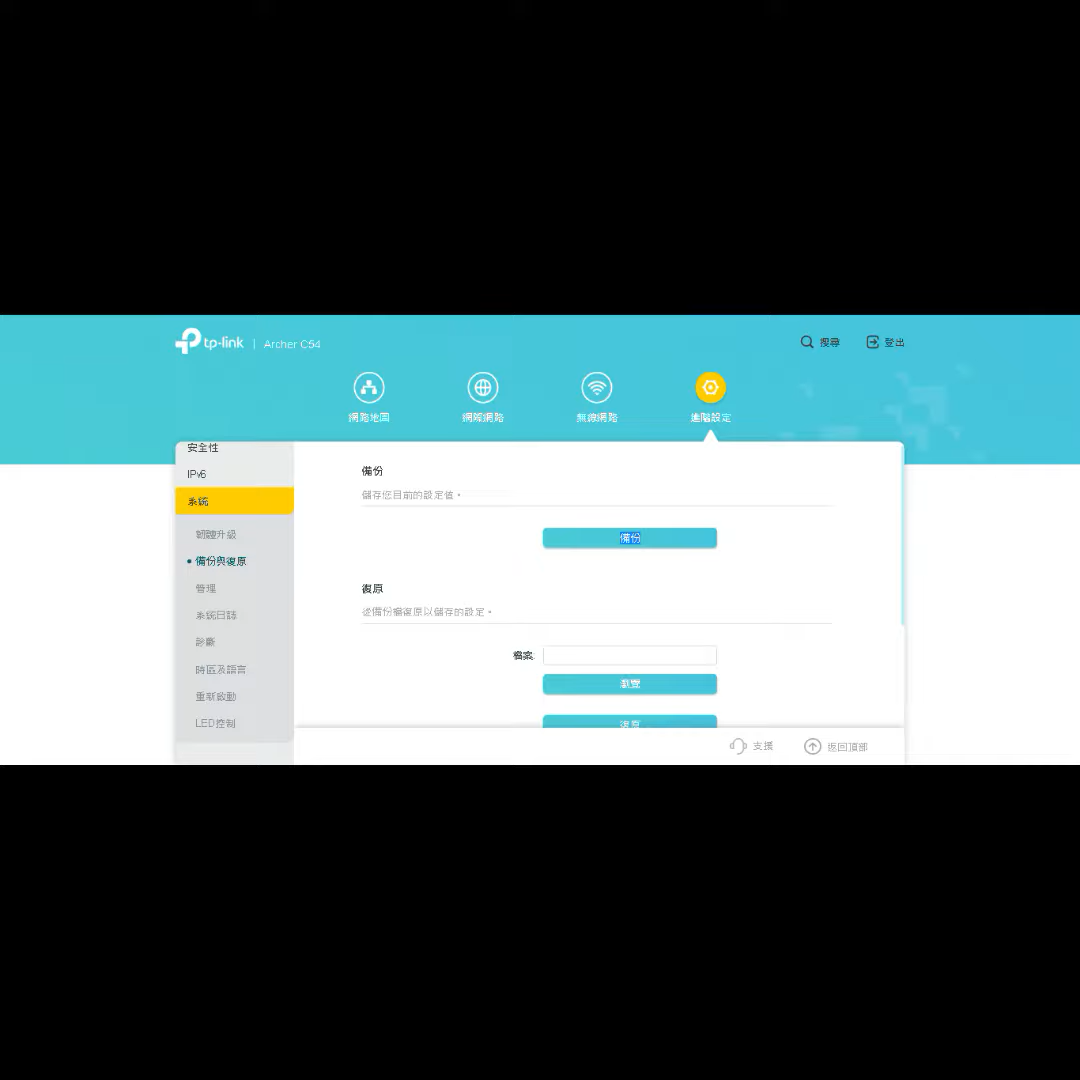 tp-link | Archer C54
搜尋
登出
網路地圖
網際網路
無線網路
進階設定
安全性
IPv6
系統
韌體升級
備份與復原
管理
系統日誌
診斷
時區及語言
重新啟動
LED控制
備份
儲存您目前的設定值。
備份
復原
從備份檔復原以儲存的設定。
檔案:
瀏覽
復原
支援
返回頂部